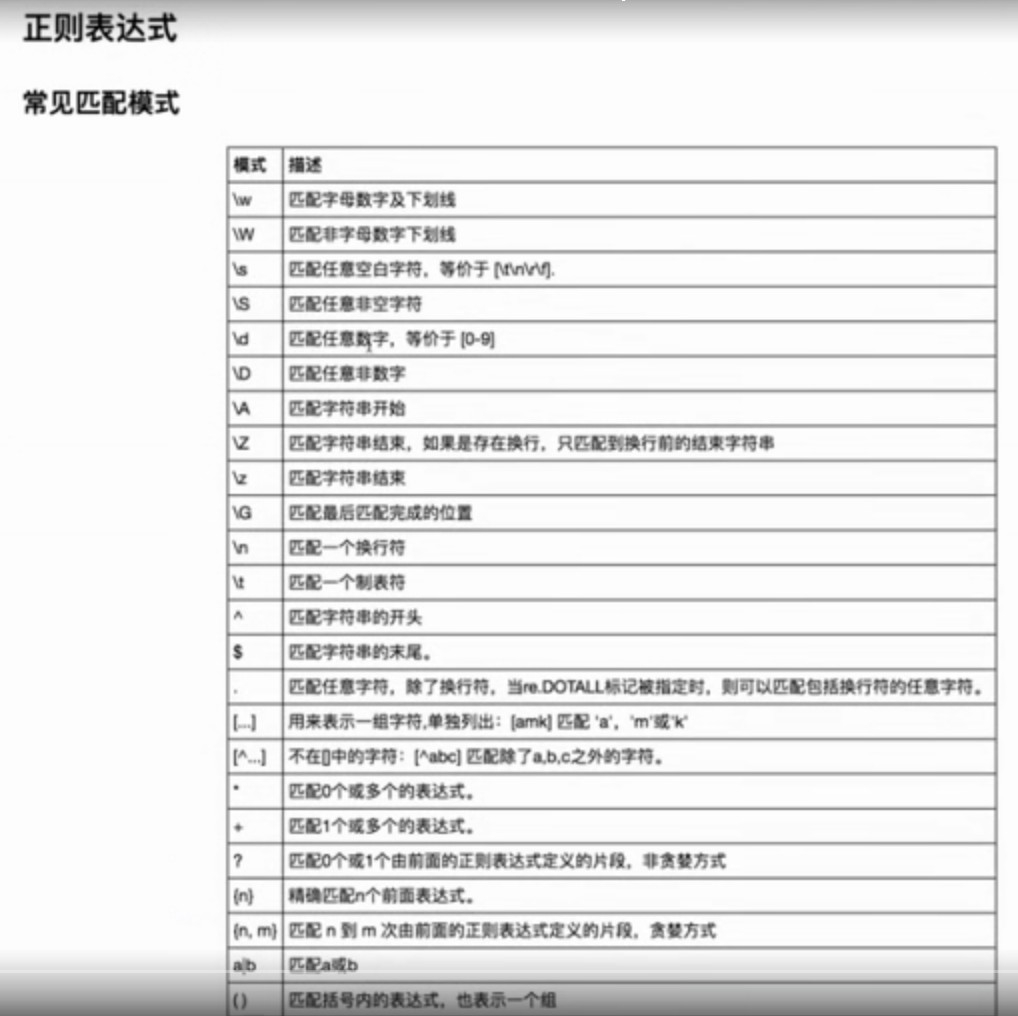 正则表达式
常见匹配模式
模式 描述
\w 匹配字母数字及下划线
\W 匹配非字母数字下划线
\s 匹配任意空白字符，等价于 [\t\n\r\f].
\S 匹配任意非空字符
\d 匹配任意数字，等价于 [0-9]
\D 匹配任意非数字
\A 匹配字符串开始
\Z 匹配字符串结束，如果是存在换行，只匹配到换行前的结束字符串
\z 匹配字符串结束
\G 匹配最后匹配完成的位置
\n 匹配一个换行符
\t 匹配一个制表符
^ 匹配字符串的开头
$ 匹配字符串的末尾。
. 匹配任意字符，除了换行符，当re.DOTALL标记被指定时，则可以匹配包括换行符的任意字符。
[...] 用来表示一组字符,单独列出：[amk] 匹配 'a'，'m'或'k'
[^...] 不在[]中的字符：[^abc] 匹配除了a,b,c之外的字符。
* 匹配0个或多个的表达式。
+ 匹配1个或多个的表达式。
? 匹配0个或1个由前面的正则表达式定义的片段，非贪婪方式
{n} 精确匹配n个前面表达式。
{n, m} 匹配 n 到 m 次由前面的正则表达式定义的片段，贪婪方式
a|b 匹配a或b
( ) 匹配括号内的表达式，也表示一个组